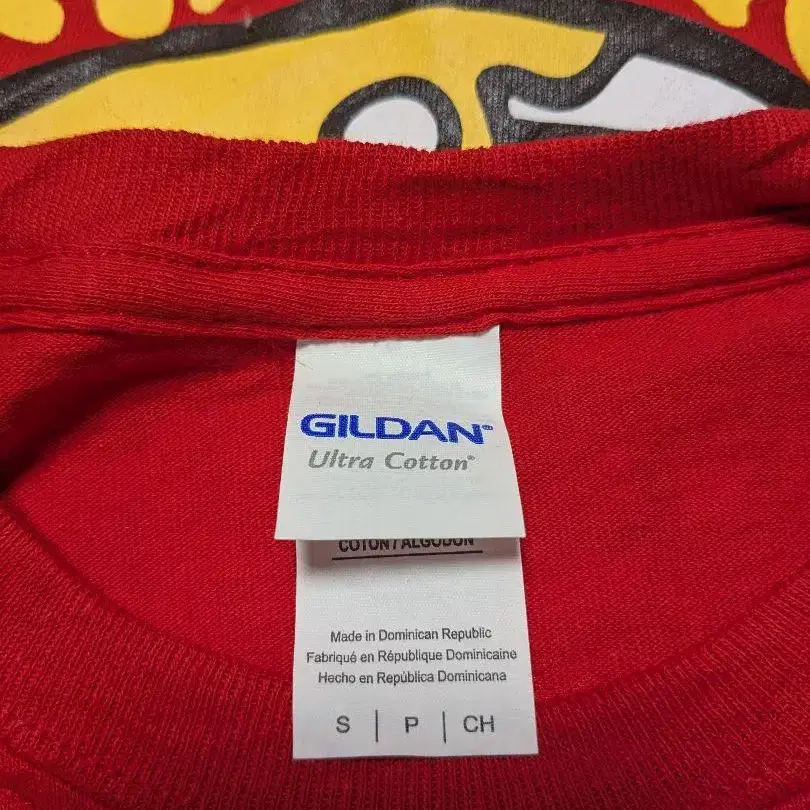 GILDAN®
Ultra Cotton®
COTON / ALGODÓN
Made in Dominican Republic
Fabriqué en République Dominicaine
Hecho en República Dominicana
S | P | CH